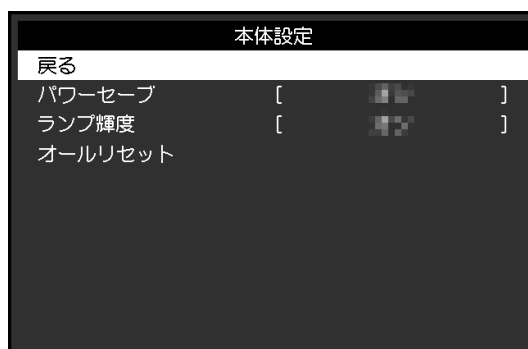 本体設定
戻る
パワーセーブ [ ]
ランプ輝度 [ ]
オールリセット